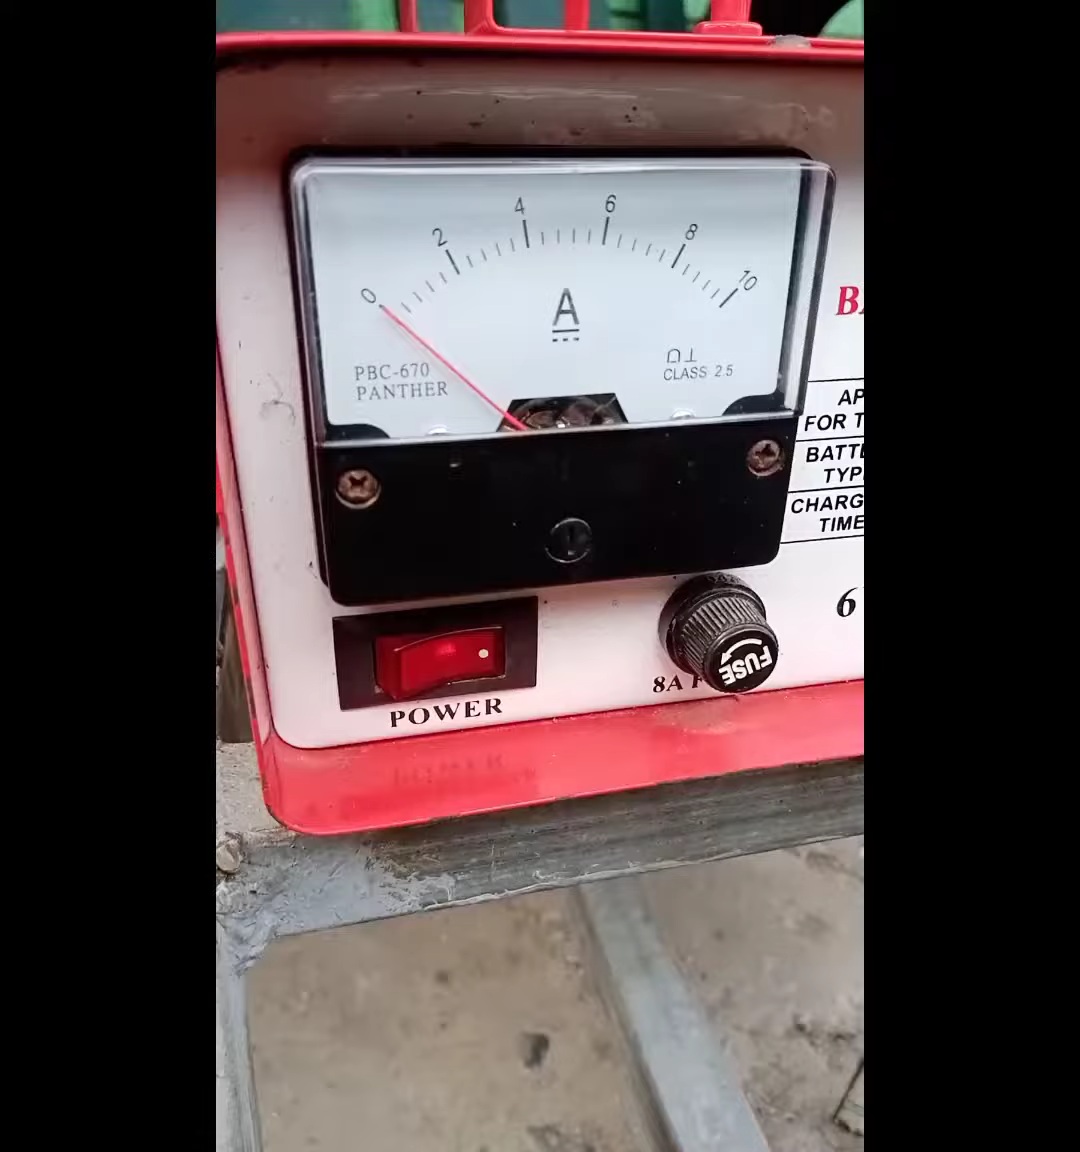 0 2 4 6 8 10
A
PBC-670
PANTHER
CLASS 2.5
AP
FOR T
BATTE
TYP
CHARG
TIME
6
FUSE
8A F
POWER